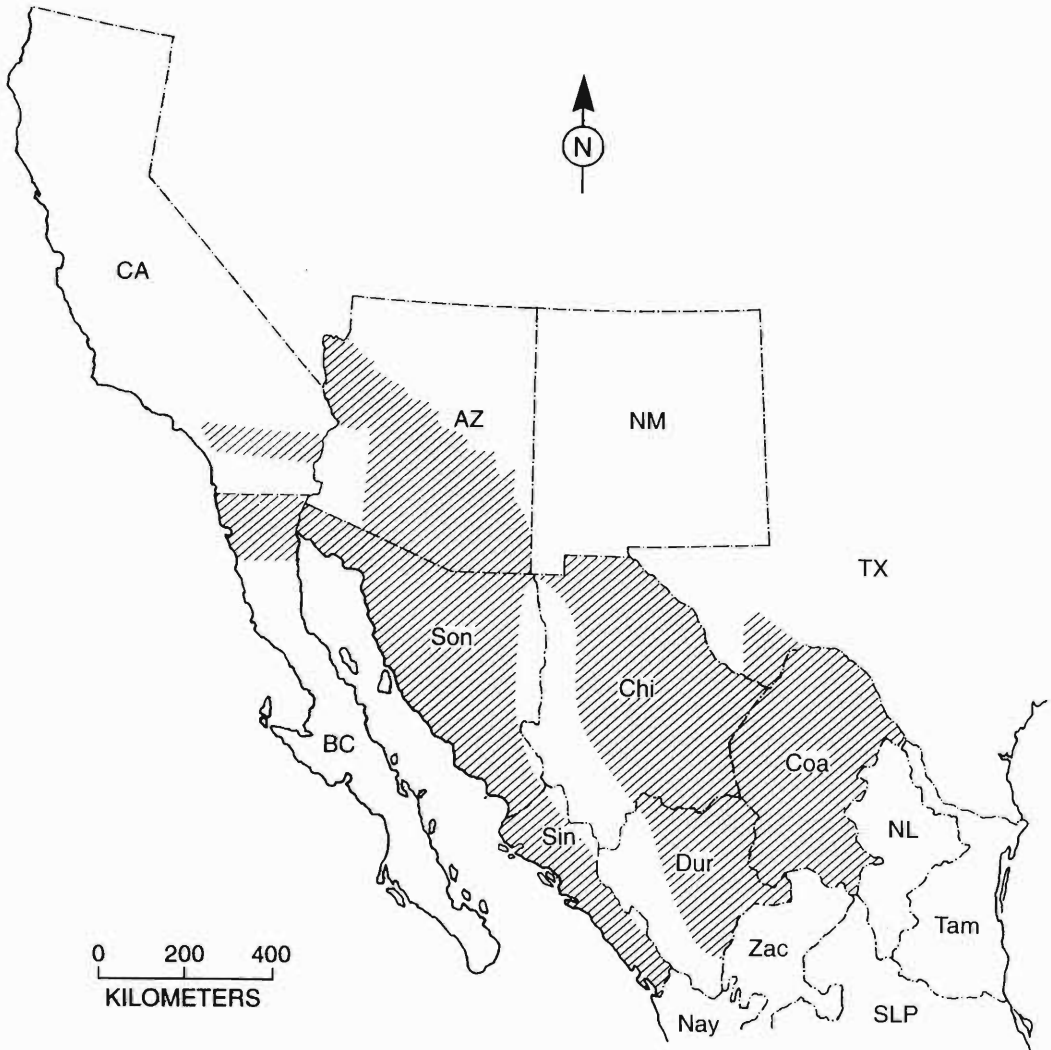 N
CA
AZ
NM
TX
Son
Chi
BC
Coa
NL
Sin
Dur
Tam
Zac
0 200 400
KILOMETERS
SLP
Nay